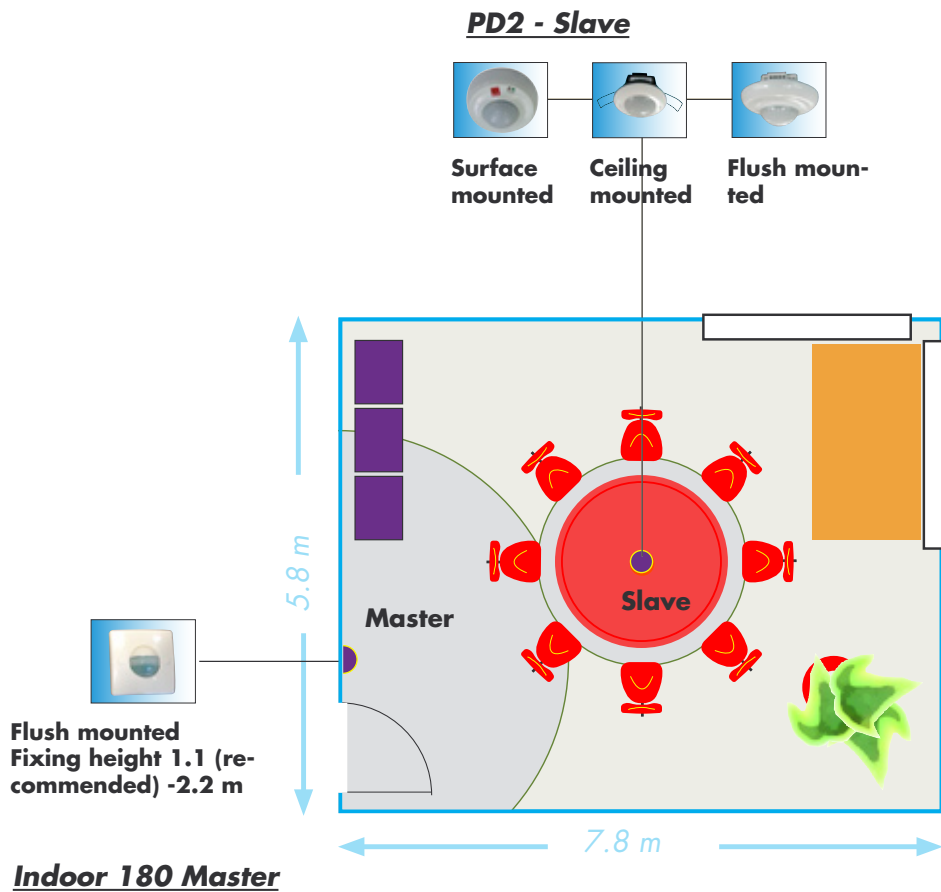 PD2 - Slave
Surface
mounted
Ceiling
mounted
Flush moun-
ted
5.8 m
Master
Slave
Flush mounted
Fixing height 1.1 (re-
commended) -2.2 m
7.8 m
Indoor 180 Master